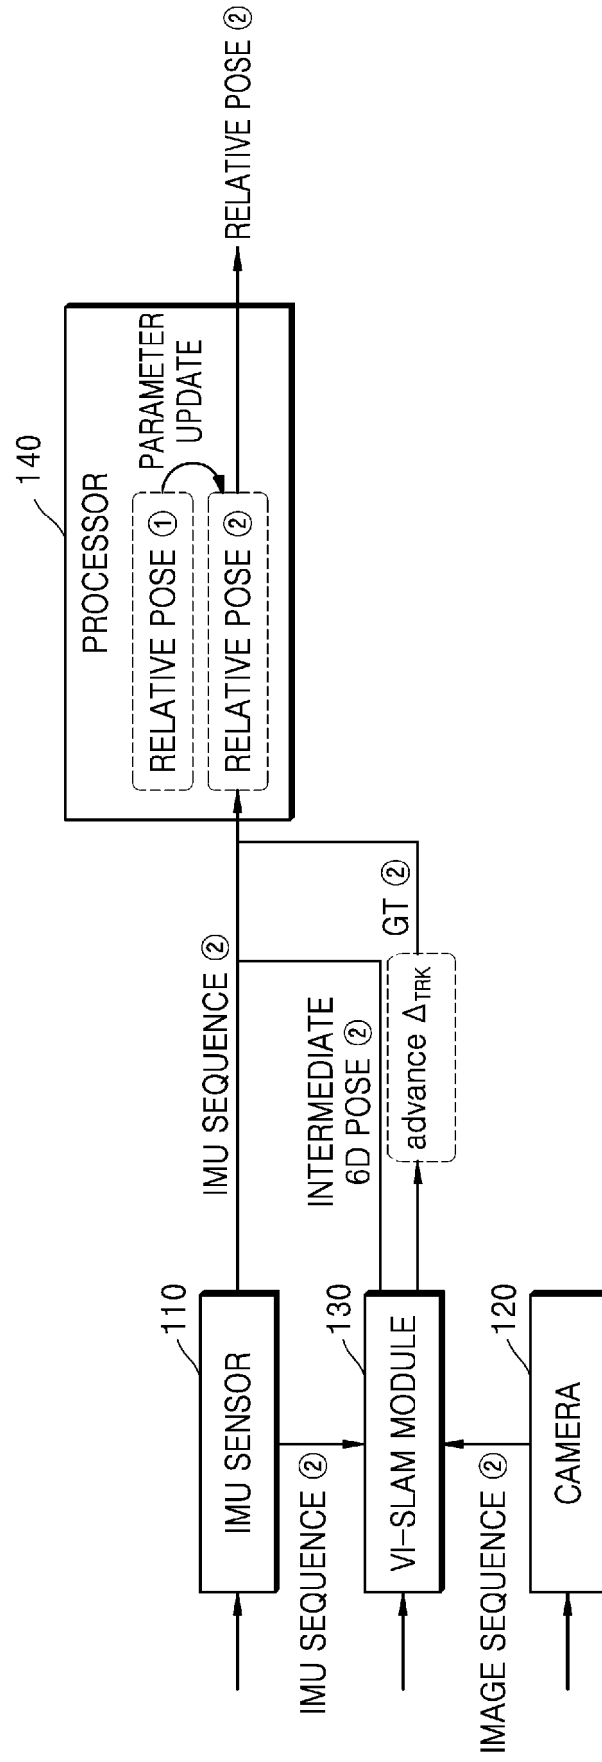 110
IMU SENSOR
IMU SEQUENCE ②
130
VI-SLAM MODULE
IMAGE SEQUENCE ②
120
CAMERA
IMU SEQUENCE ②
INTERMEDIATE
6D POSE ②
advance Δ_TRK
GT ②
140
PROCESSOR
RELATIVE POSE ①
RELATIVE POSE ②
PARAMETER
UPDATE
RELATIVE POSE ②